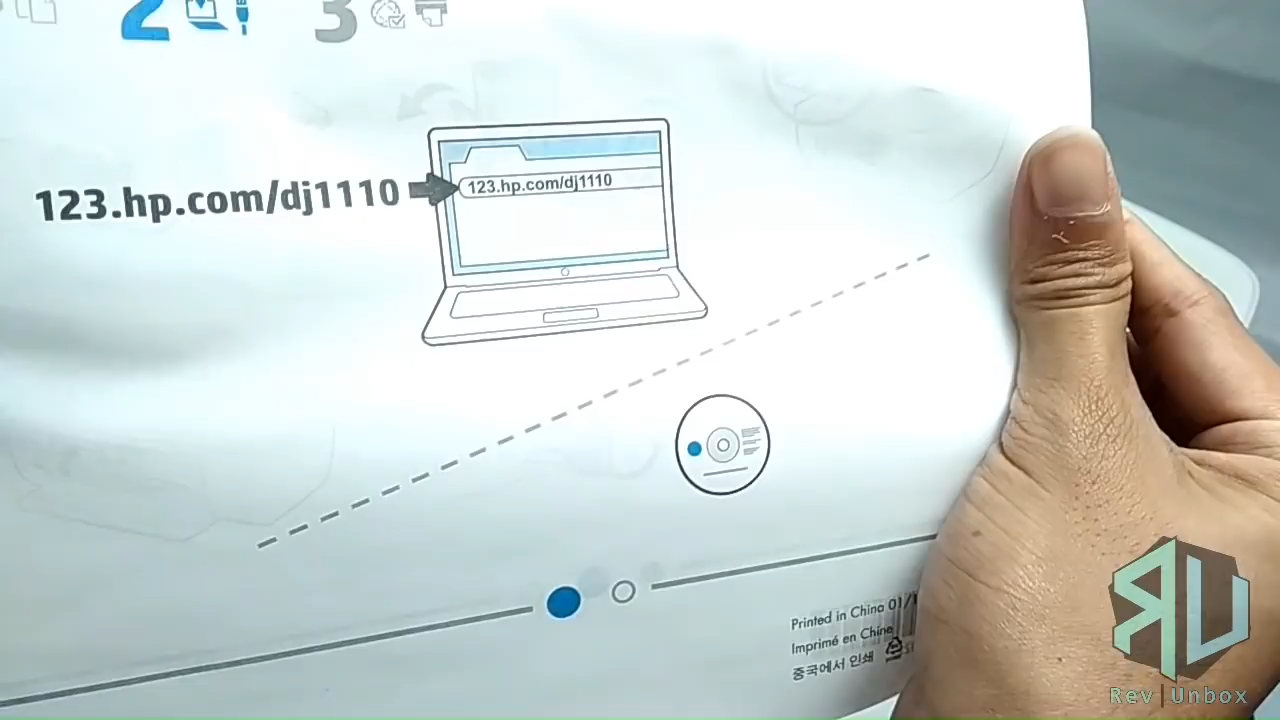 2
3
123.hp.com/dj1110
123.hp.com/dj1110
Printed in China
Imprimé en Chine
중국에서 인쇄
Rev|Unbox